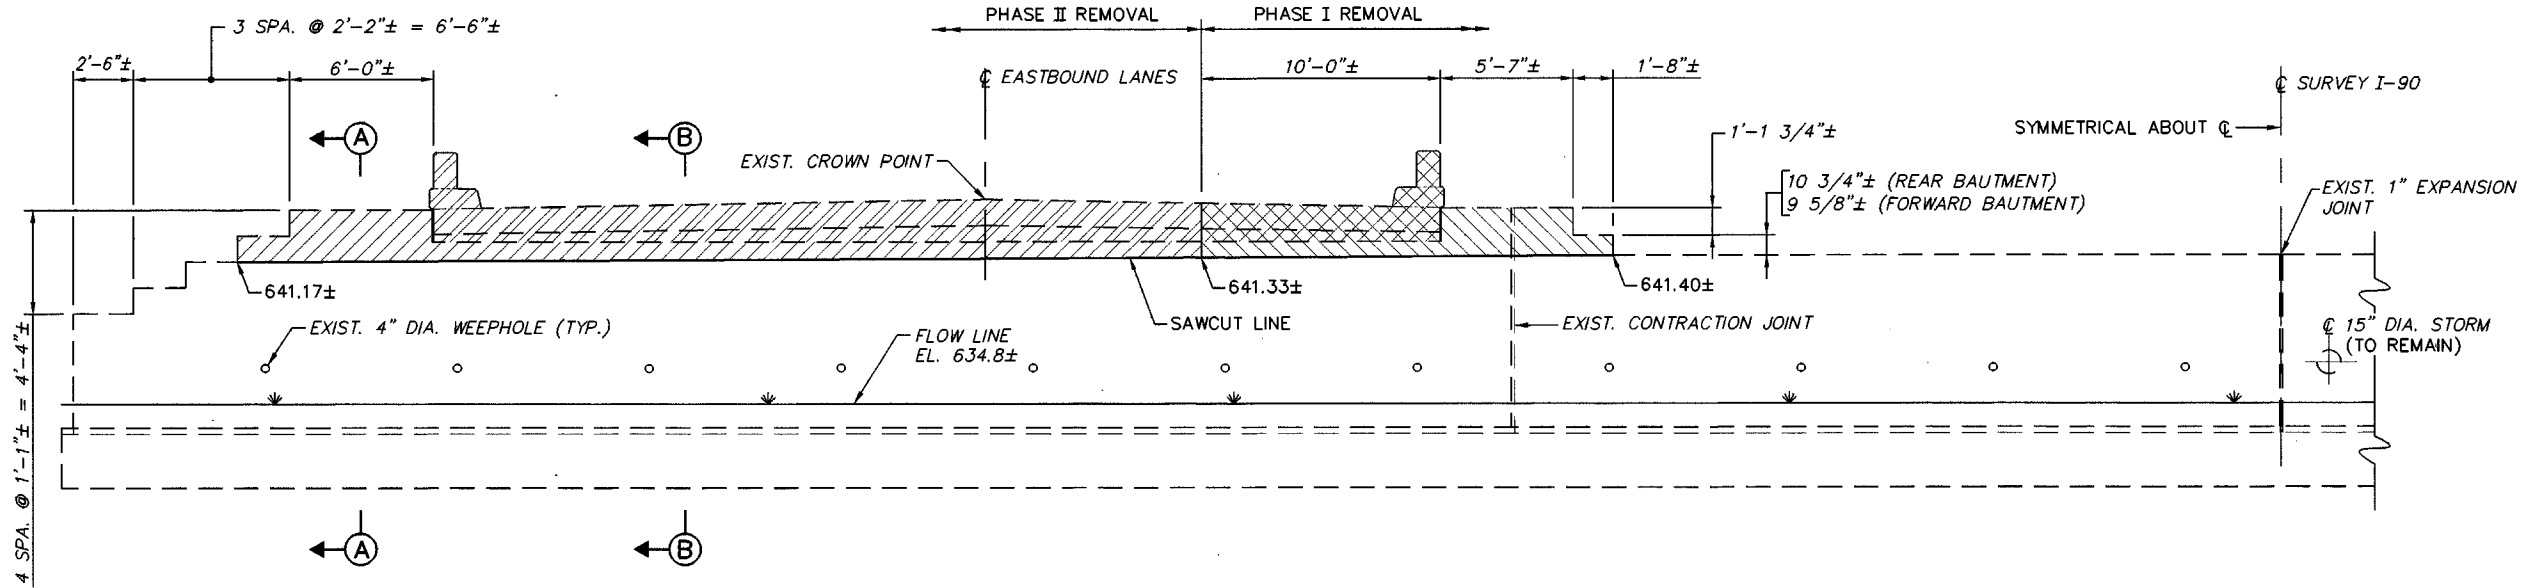 PHASE II REMOVAL
PHASE I REMOVAL
3 SPA. @ 2'-2"± = 6'-6"±
2'-6"±
6'-0"±
℄ EASTBOUND LANES
10'-0"±
5'-7"±
1'-8"±
℄ SURVEY I-90
SYMMETRICAL ABOUT ℄
A
B
1'-1 3/4"±
EXIST. CROWN POINT
10 3/4"± (REAR BAUTMENT)
9 5/8"± (FORWARD BAUTMENT)
EXIST. 1" EXPANSION
JOINT
641.17±
641.33±
641.40±
SAWCUT LINE
EXIST. CONTRACTION JOINT
EXIST. 4" DIA. WEEPHOLE (TYP.)
FLOW LINE
EL. 634.8±
℄ 15" DIA. STORM
(TO REMAIN)
4 SPA. @ 1'-1"± = 4'-4"±
A
B